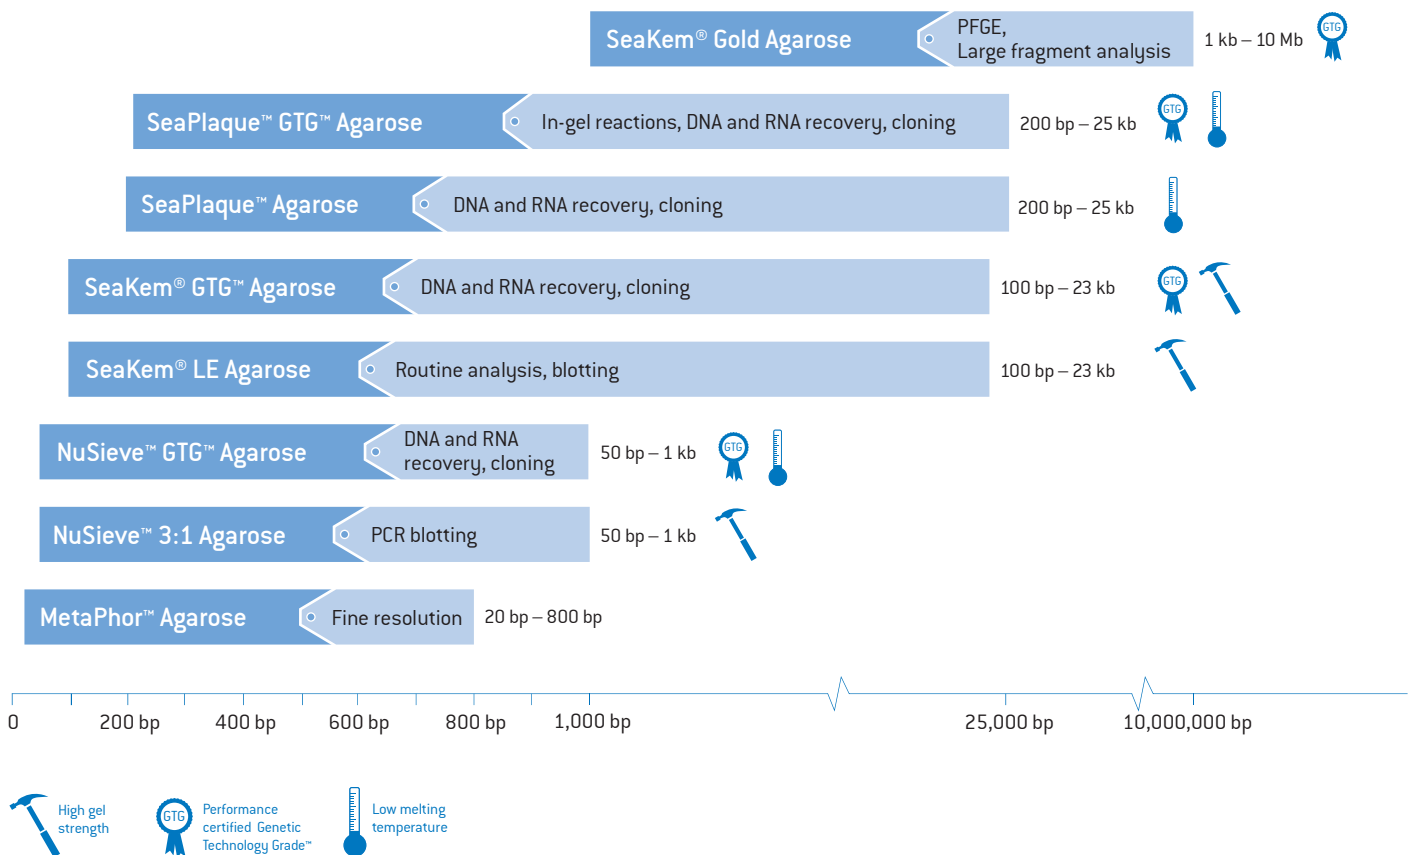 SeaKem® Gold Agarose
PFGE,
Large fragment analysis
1 kb – 10 Mb
GTG
SeaPlaque™ GTG™ Agarose
In-gel reactions, DNA and RNA recovery, cloning
200 bp – 25 kb
GTG
SeaPlaque™ Agarose
DNA and RNA recovery, cloning
200 bp – 25 kb
SeaKem® GTG™ Agarose
DNA and RNA recovery, cloning
100 bp – 23 kb
GTG
SeaKem® LE Agarose
Routine analysis, blotting
100 bp – 23 kb
NuSieve™ GTG™ Agarose
DNA and RNA
recovery, cloning
50 bp – 1 kb
GTG
NuSieve™ 3:1 Agarose
PCR blotting
50 bp – 1 kb
MetaPhor™ Agarose
Fine resolution
20 bp – 800 bp
0
200 bp
400 bp
600 bp
800 bp
1,000 bp
25,000 bp
10,000,000 bp
High gel
strength
GTG
Performance
certified Genetic
Technology Grade™
Low melting
temperature